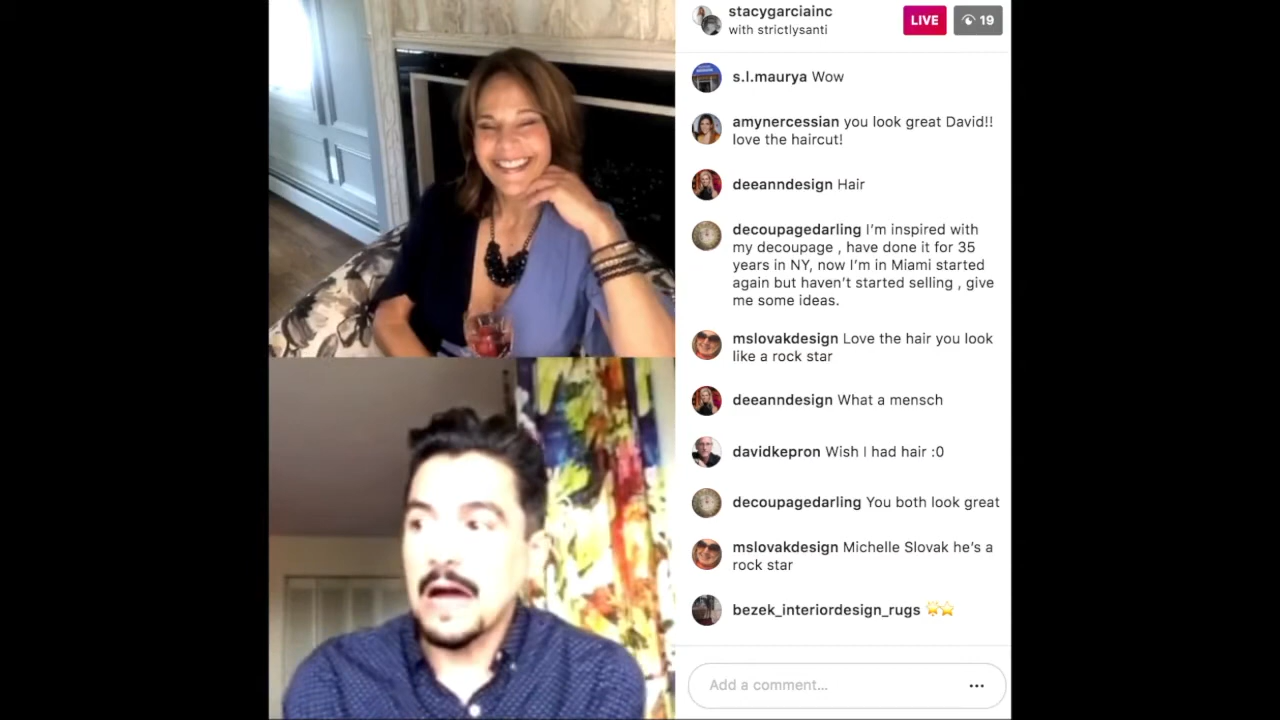 stacygarciainc
with strictlysanti
LIVE
19
s.l.maurya Wow
amynercessian you look great David!!
love the haircut!
deeanndesign Hair
decoupagedarling I'm inspired with
my decoupage , have done it for 35
years in NY, now I'm in Miami started
again but haven't started selling , give
me some ideas.
mslovakdesign Love the hair you look
like a rock star
deeanndesign What a mensch
davidkepron Wish I had hair :0
decoupagedarling You both look great
mslovakdesign Michelle Slovak he's a
rock star
bezek_interiordesign_rugs 🌟⭐
Add a comment...